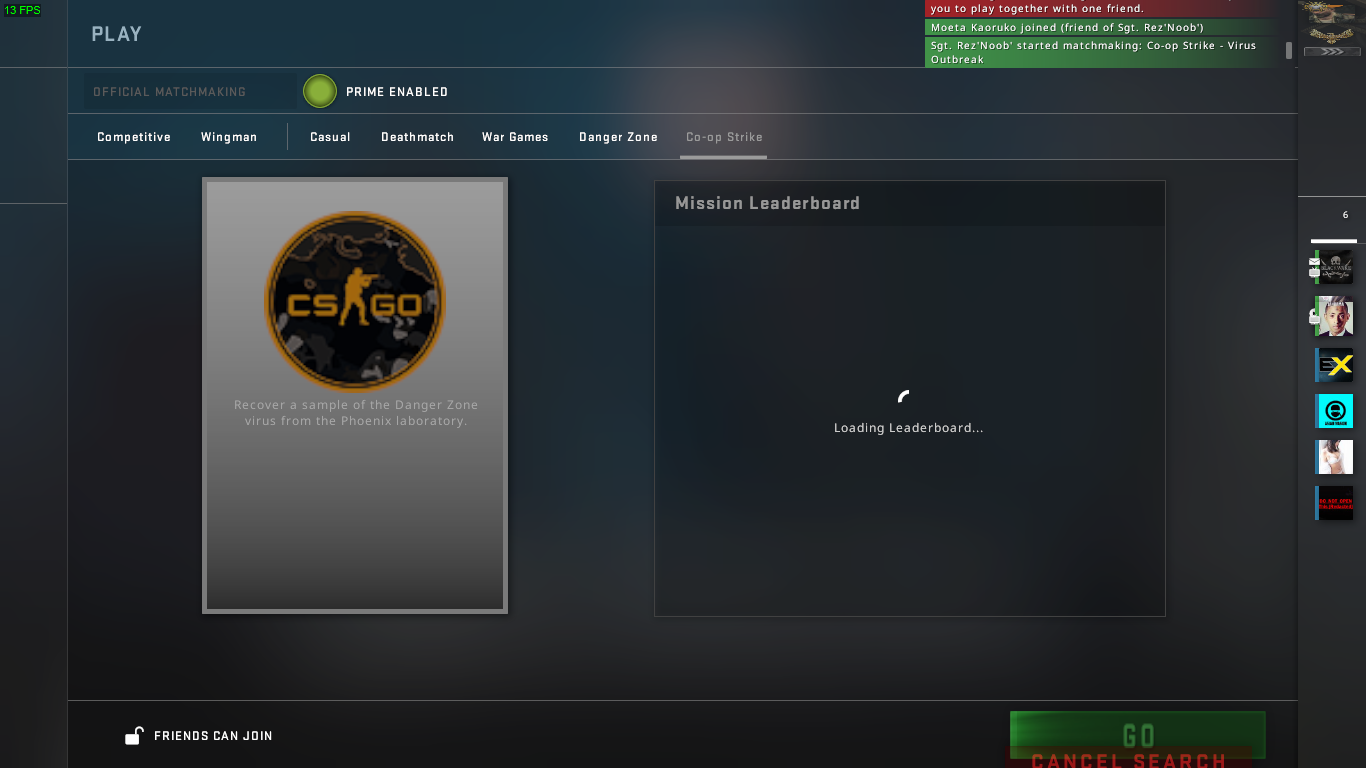 13 FPS
PLAY
you to play together with one friend.
Moeta Kaoruko joined (friend of Sgt. Rez'Noob')
Sgt. Rez'Noob' started matchmaking: Co-op Strike - Virus
Outbreak
OFFICIAL MATCHMAKING
PRIME ENABLED
Competitive
Wingman
Casual
Deathmatch
War Games
Danger Zone
Co-op Strike
CS GO
Recover a sample of the Danger Zone
virus from the Phoenix laboratory.
Mission Leaderboard
Loading Leaderboard...
6
FRIENDS CAN JOIN
GO
CANCEL SEARCH